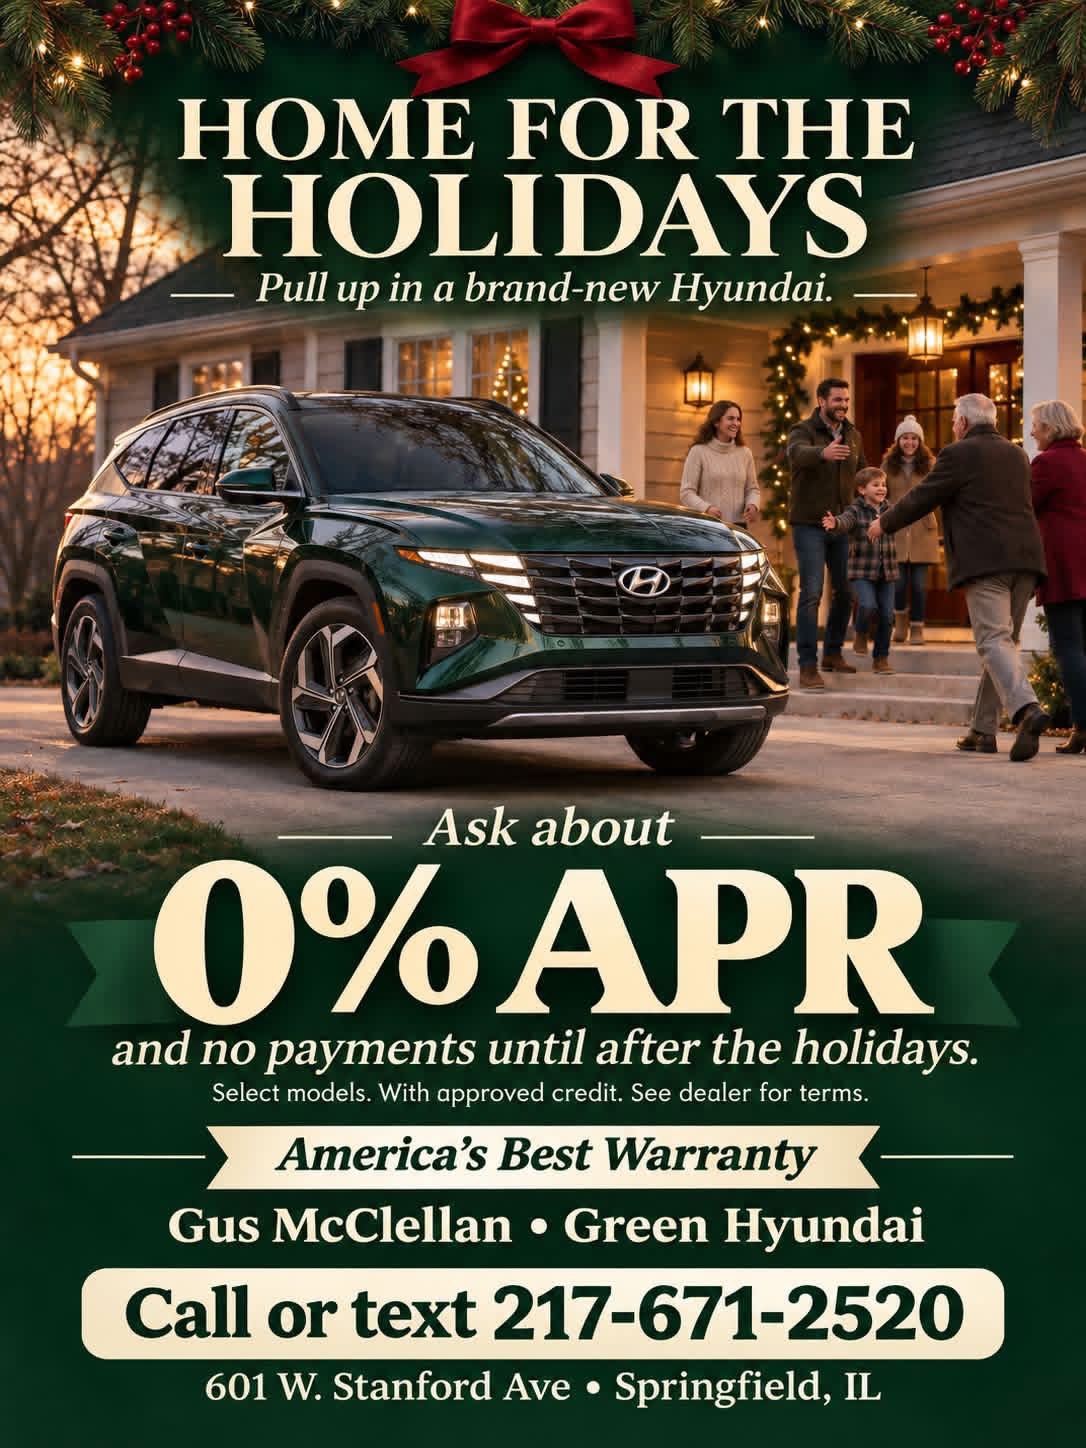 HOME FOR THE
HOLIDAYS
Pull up in a brand-new Hyundai.
Ask about
0% APR
and no payments until after the holidays.
Select models. With approved credit. See dealer for terms.
America's Best Warranty
Gus McClellan • Green Hyundai
Call or text 217-671-2520
601 W. Stanford Ave • Springfield, IL